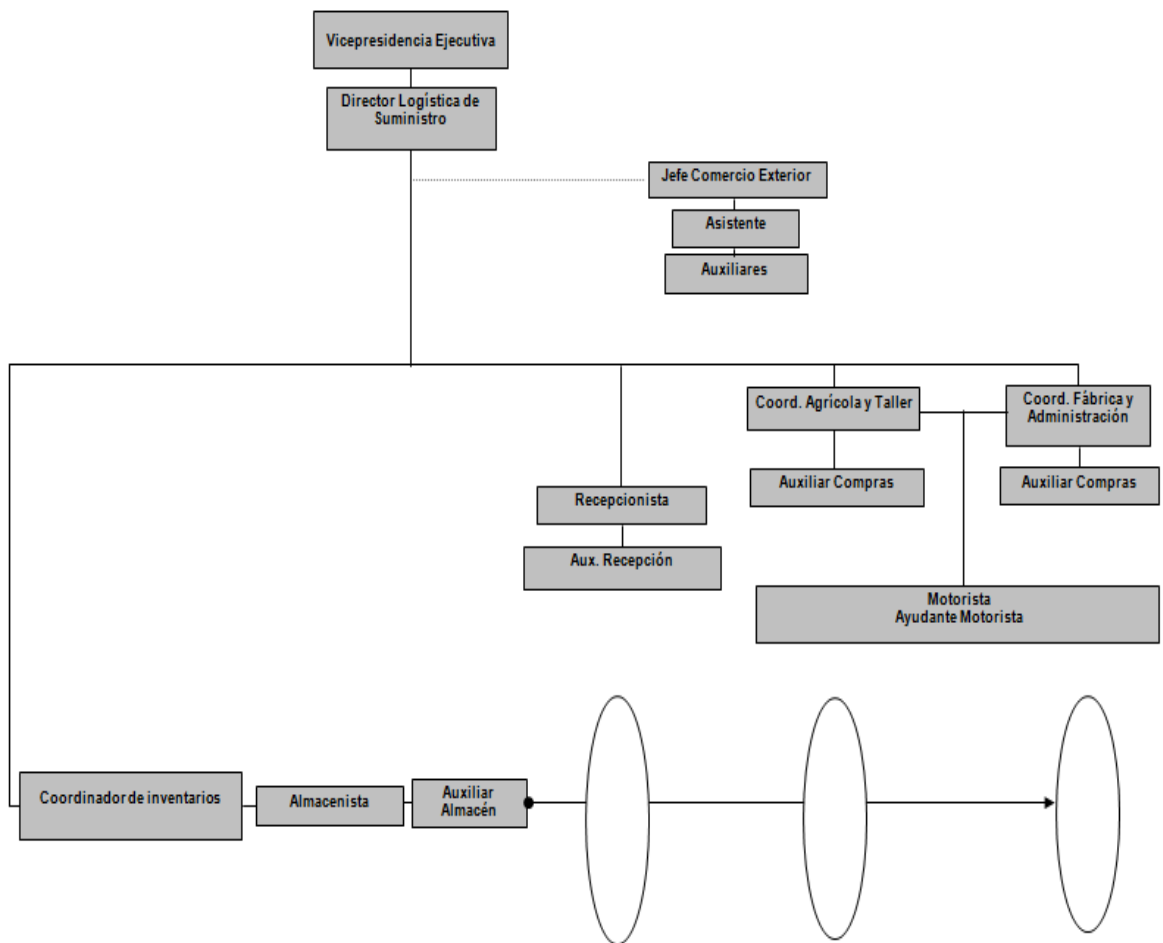 Vicepresidencia Ejecutiva
Director Logística de
Suministro
Jefe Comercio Exterior
Asistente
Auxiliares
Coord. Agrícola y Taller
Coord. Fábrica y
Administración
Auxiliar Compras
Auxiliar Compras
Recepcionista
Aux. Recepción
Motorista
Ayudante Motorista
Coordinador de inventarios
Almacenista
Auxiliar
Almacén